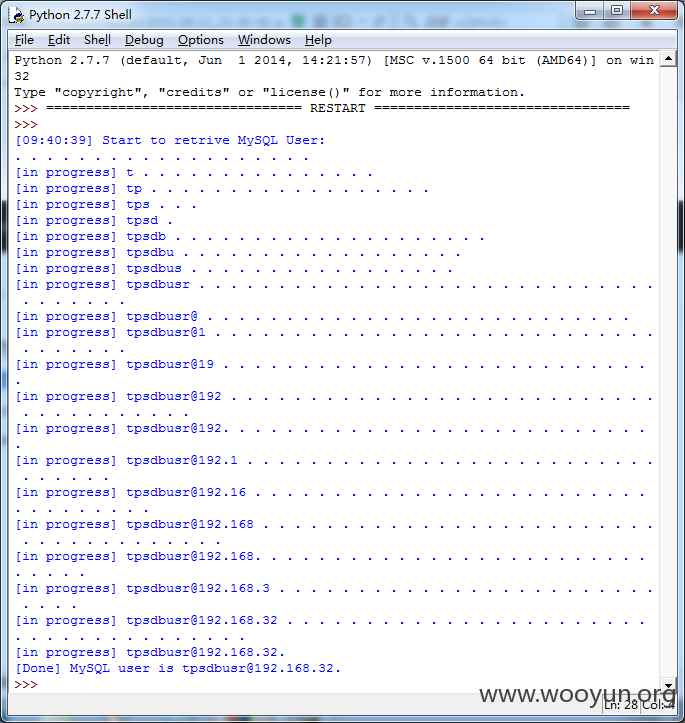 Python 2.7.7 Shell
File Edit Shell Debug Options Windows Help
Python 2.7.7 (default, Jun  1 2014, 14:21:57) [MSC v.1500 64 bit (AMD64)] on win
32
Type "copyright", "credits" or "license()" for more information.
>>> ================================ RESTART ================================
>>>
[09:40:39] Start to retrive MySQL User:
. . . . . . . . . . . . . . . . . . . .
[in progress] t . . . . . . . . . . . . . . . .
[in progress] tp . . . . . . . . . . . . . . . . . . .
[in progress] tps . . .
[in progress] tpsd .
[in progress] tpsdb . . . . . . . . . . . . . . . . . . . . .
[in progress] tpsdbu . . . . . . . . . . . . . . . . . . .
[in progress] tpsdbus . . . . . . . . . . . . . . . . . .
[in progress] tpsdbusr . . . . . . . . . . . . . . . . . . . . . . . . . . . . . . .
. . . . . . .
[in progress] tpsdbusr@ . . . . . . . . . . . . . . . . . . . . . . . . . . . . .
[in progress] tpsdbusr@1 . . . . . . . . . . . . . . . . . . . . . . . . . . . . . .
. . . . . . .
[in progress] tpsdbusr@19 . . . . . . . . . . . . . . . . . . . . . . . . . . . . .
.
[in progress] tpsdbusr@192 . . . . . . . . . . . . . . . . . . . . . . . . . . . . .
. . . . . . . . . . .
[in progress] tpsdbusr@192. . . . . . . . . . . . . . . . . . . . . . . . . . . . .
.
[in progress] tpsdbusr@192.1 . . . . . . . . . . . . . . . . . . . . . . . . . . . .
. . . . . .
[in progress] tpsdbusr@192.16 . . . . . . . . . . . . . . . . . . . . . . . . . . .
. . . . . . . . .
[in progress] tpsdbusr@192.168 . . . . . . . . . . . . . . . . . . . . . . . . . . .
. . . . . . . . . . . . .
[in progress] tpsdbusr@192.168. . . . . . . . . . . . . . . . . . . . . . . . . . .
. . . . .
[in progress] tpsdbusr@192.168.3 . . . . . . . . . . . . . . . . . . . . . . . . . .
. . . .
[in progress] tpsdbusr@192.168.32 . . . . . . . . . . . . . . . . . . . . . . . . .
. . . . . . . . . . . . . . .
[in progress] tpsdbusr@192.168.32.
[Done] MySQL user is tpsdbusr@192.168.32.
>>>
www.wooyun.org
Ln: 28 Col: 4